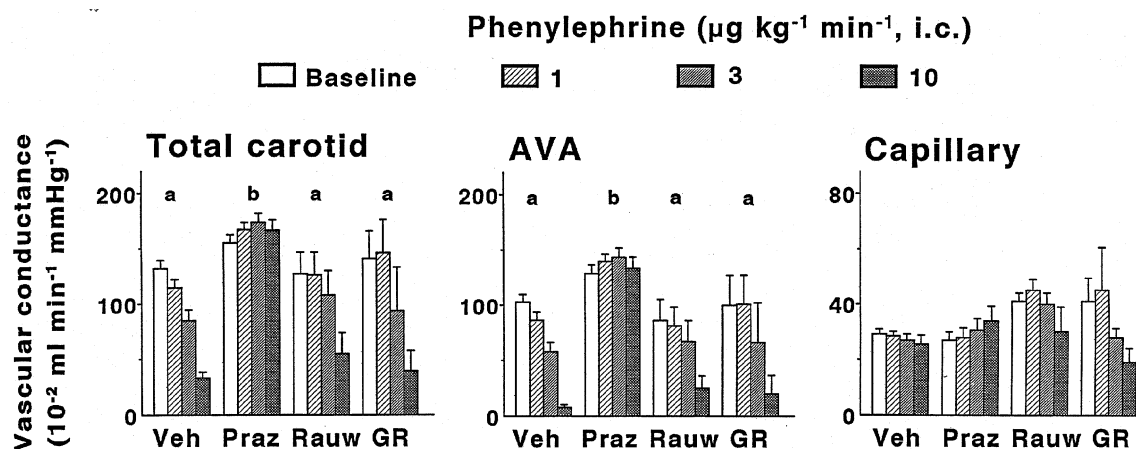 Phenylephrine (µg kg-1 min-1, i.c.)
Baseline 1 3 10
Vascular conductance
(10-2 ml min-1 mmHg-1)
Total carotid
200
100
0
a b a a
Veh Praz Rauw GR
AVA
200
100
0
a b a a
Veh Praz Rauw GR
Capillary
80
40
0
Veh Praz Rauw GR